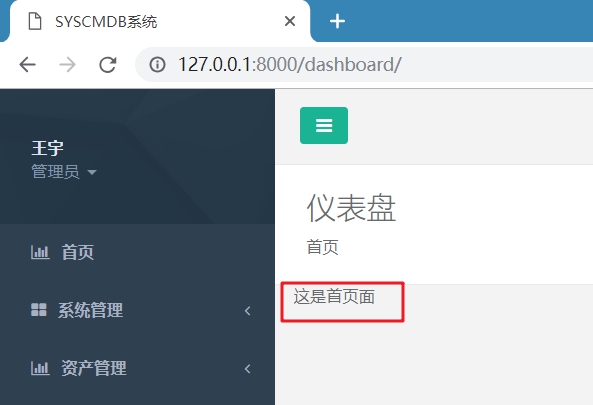 SYSCMDB系统
127.0.0.1:8000/dashboard/
王宇
管理员
首页
系统管理
资产管理
仪表盘
首页
这是首页面